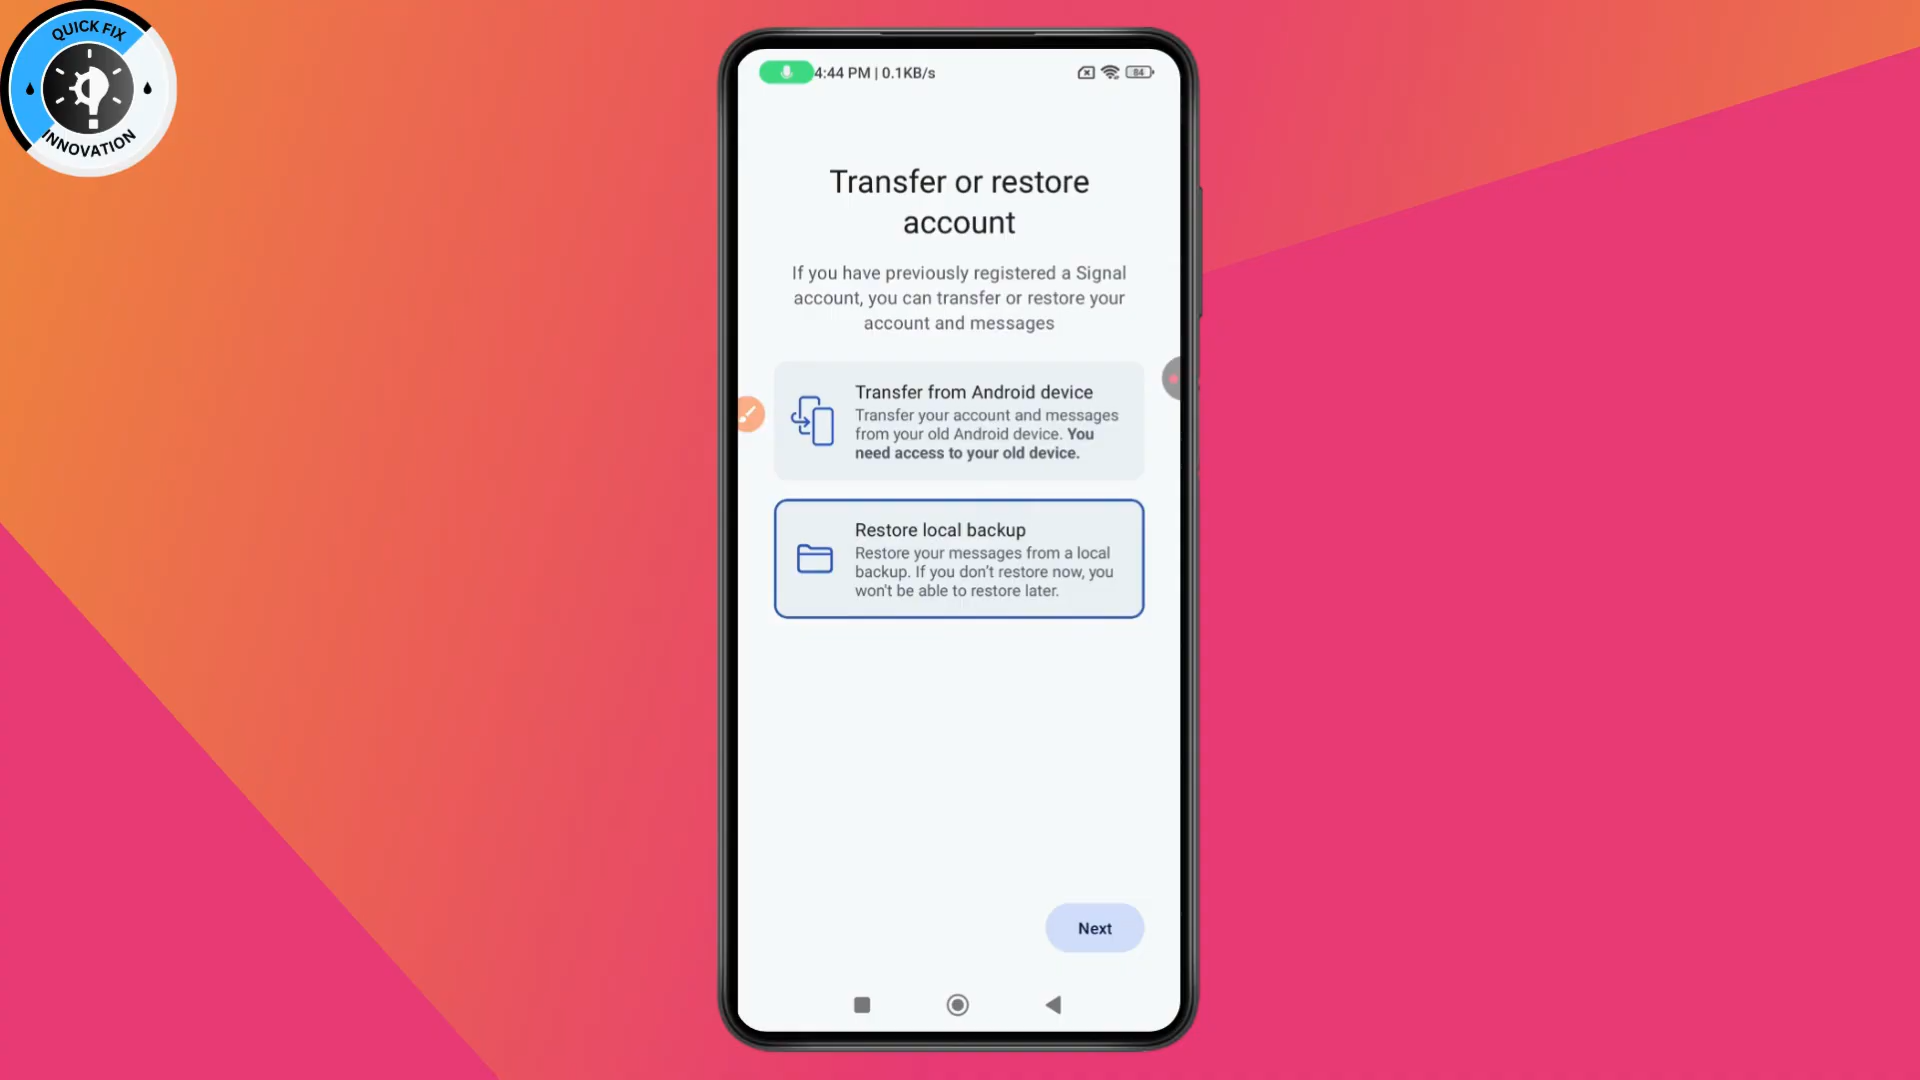 QUICK FIX
INNOVATION
4:44 PM | 0.1KB/s
84
Transfer or restore
account
If you have previously registered a Signal
account, you can transfer or restore your
account and messages
Transfer from Android device
Transfer your account and messages
from your old Android device. You
need access to your old device.
Restore local backup
Restore your messages from a local
backup. If you don’t restore now, you
won't be able to restore later.
Next